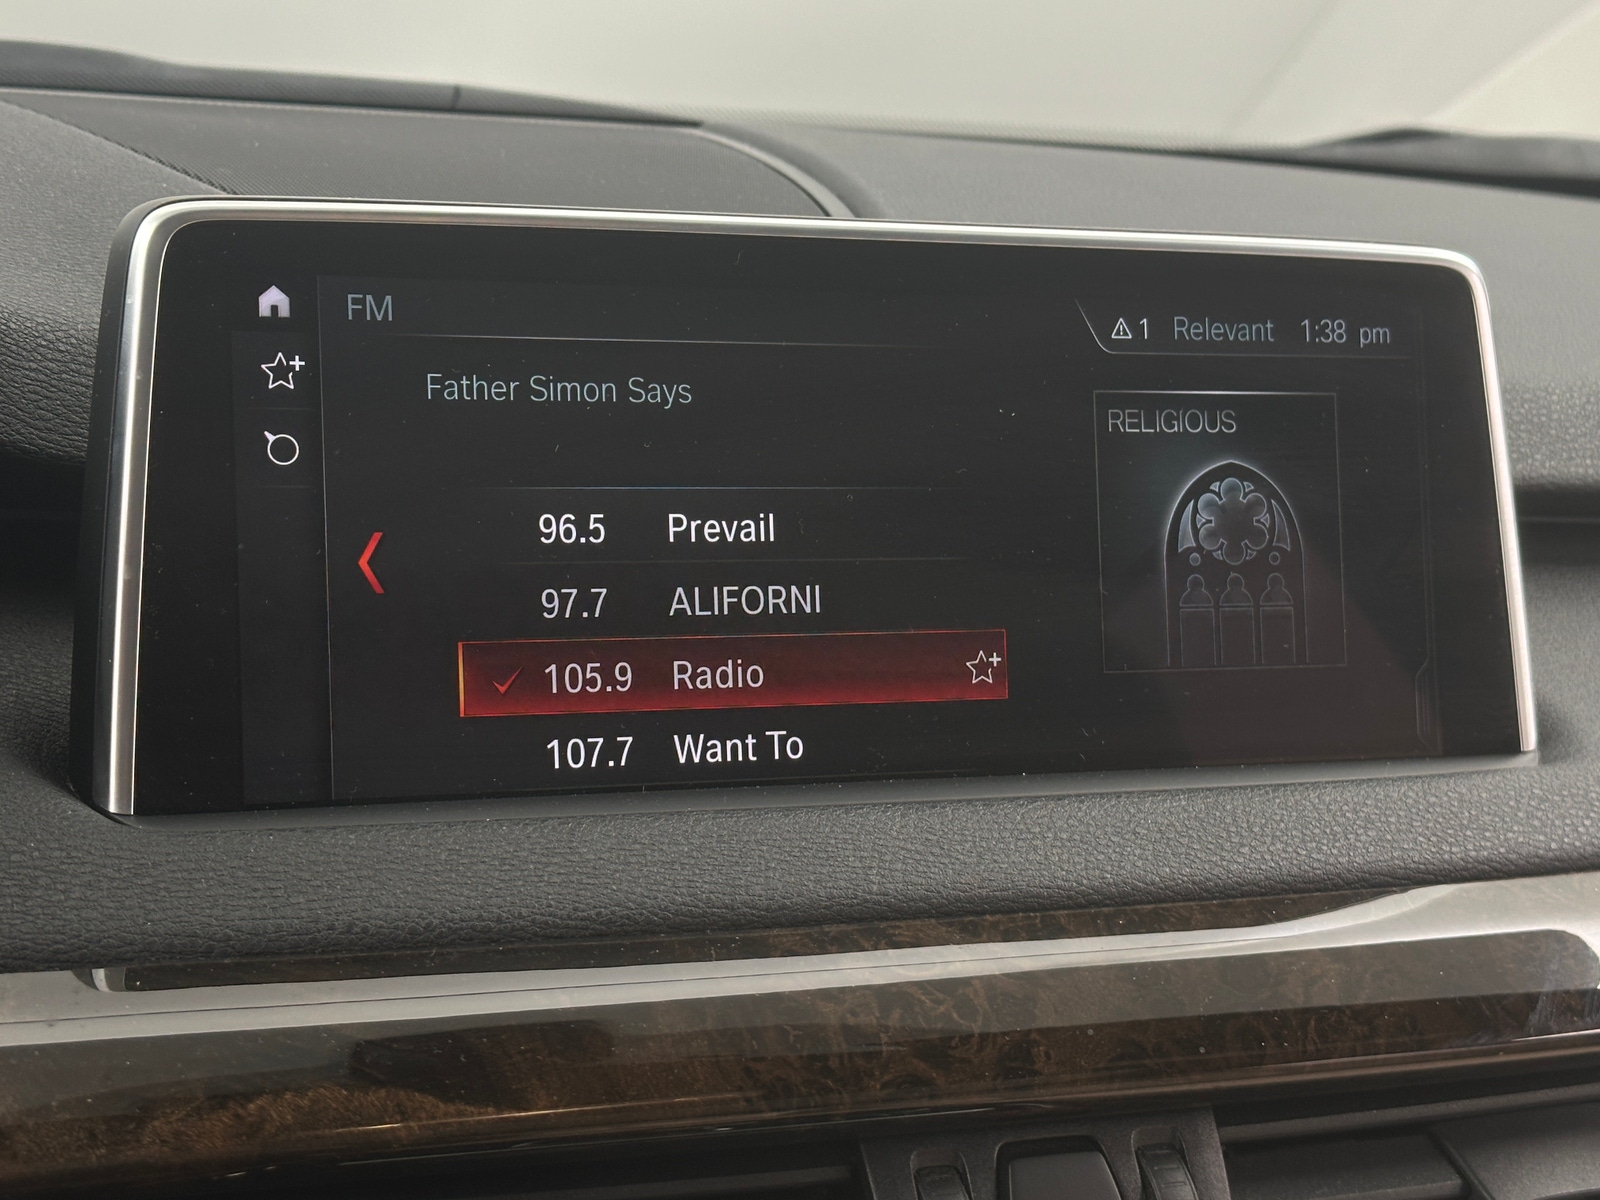 FM
1 Relevant 1:38 pm
Father Simon Says
RELIGIOUS
96.5 Prevail
97.7 ALIFORNI
105.9 Radio
107.7 Want To